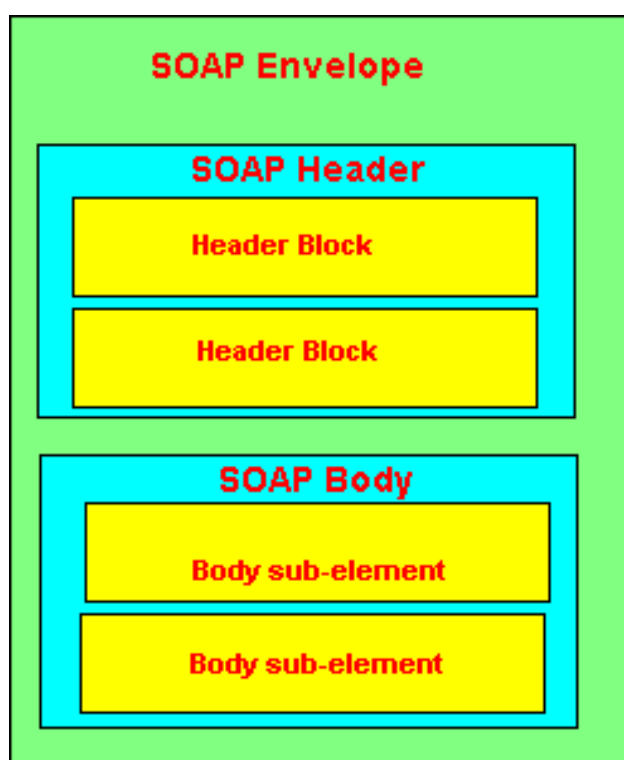 SOAP Envelope
SOAP Header
Header Block
Header Block
SOAP Body
Body sub-element
Body sub-element